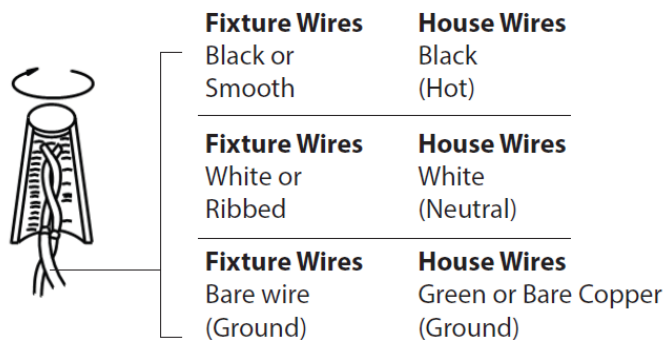 Fixture Wires House Wires
Black or Black
Smooth (Hot)
Fixture Wires House Wires
White or White
Ribbed (Neutral)
Fixture Wires House Wires
Bare wire Green or Bare Copper
(Ground) (Ground)